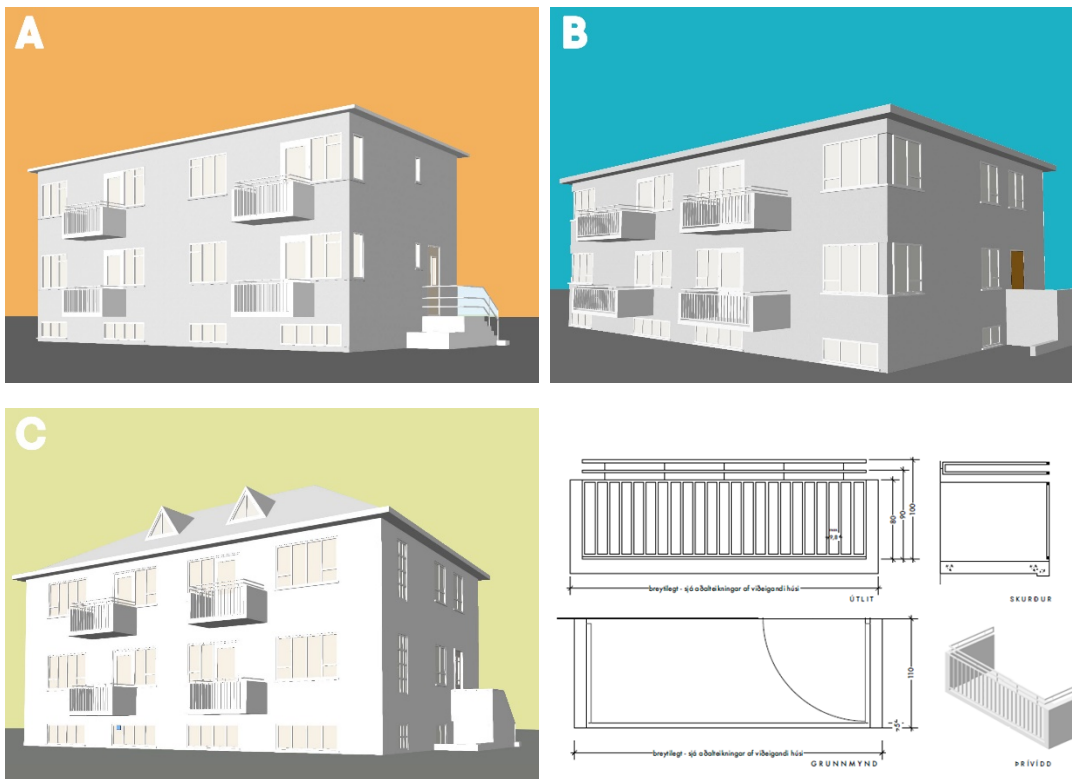 A
B
C
80
90
100
breytilegt - sjá aðalteikningar af viðeigandi húsi
ÚTLIT
SKURÐUR
110
breytilegt - sjá aðalteikningar af viðeigandi húsi
GRUNNMYND
ÞRÍVÍDD